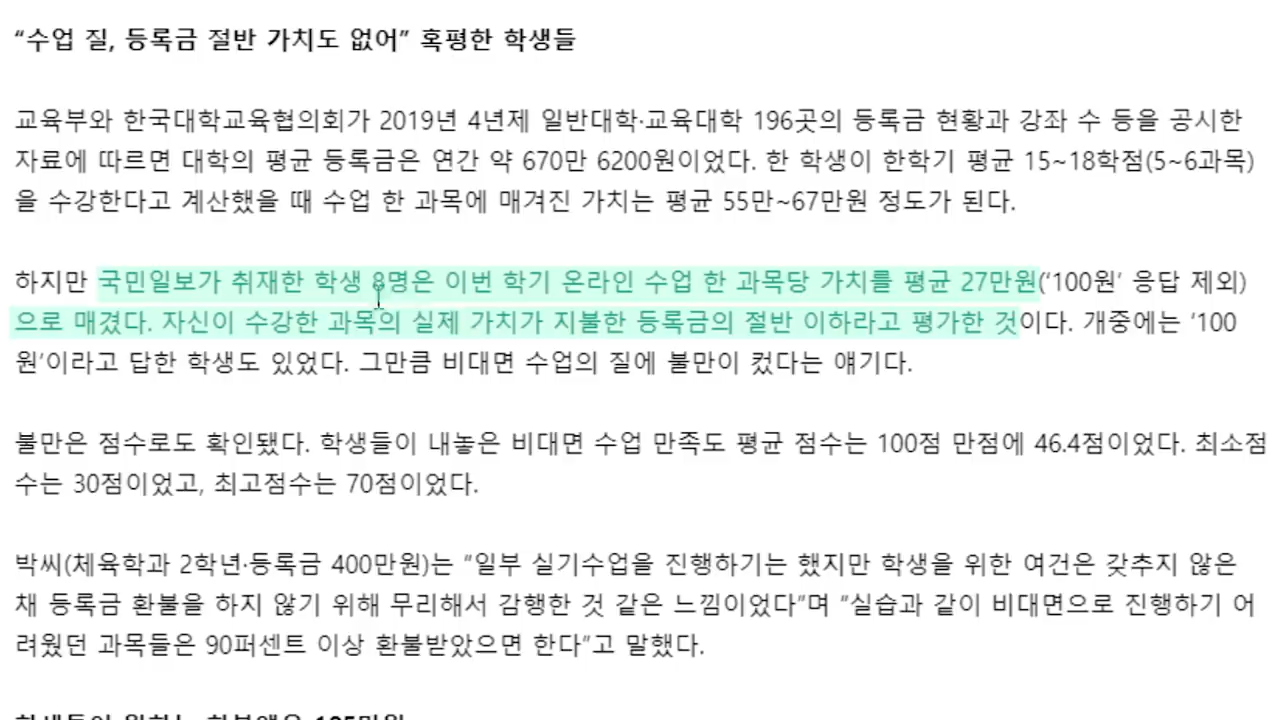 “수업 질, 등록금 절반 가치도 없어” 혹평한 학생들
교육부와 한국대학교육협의회가 2019년 4년제 일반대학·교육대학 196곳의 등록금 현황과 강좌 수 등을 공시한
자료에 따르면 대학의 평균 등록금은 연간 약 670만 6200원이었다. 한 학생이 한학기 평균 15~18학점(5~6과목)
을 수강한다고 계산했을 때 수업 한 과목에 매겨진 가치는 평균 55만~67만원 정도가 된다.
하지만 국민일보가 취재한 학생 8명은 이번 학기 온라인 수업 한 과목당 가치를 평균 27만원(‘100원’ 응답 제외)
으로 매겼다. 자신이 수강한 과목의 실제 가치가 지불한 등록금의 절반 이하라고 평가한 것이다. 개중에는 ‘100
원’이라고 답한 학생도 있었다. 그만큼 비대면 수업의 질에 불만이 컸다는 얘기다.
불만은 점수로도 확인됐다. 학생들이 내놓은 비대면 수업 만족도 평균 점수는 100점 만점에 46.4점이었다. 최소점
수는 30점이었고, 최고점수는 70점이었다.
박씨(체육학과 2학년·등록금 400만원)는 “일부 실기수업을 진행하기는 했지만 학생을 위한 여건은 갖추지 않은
채 등록금 환불을 하지 않기 위해 무리해서 감행한 것 같은 느낌이었다”며 “실습과 같이 비대면으로 진행하기 어
려웠던 과목들은 90퍼센트 이상 환불받았으면 한다”고 말했다.